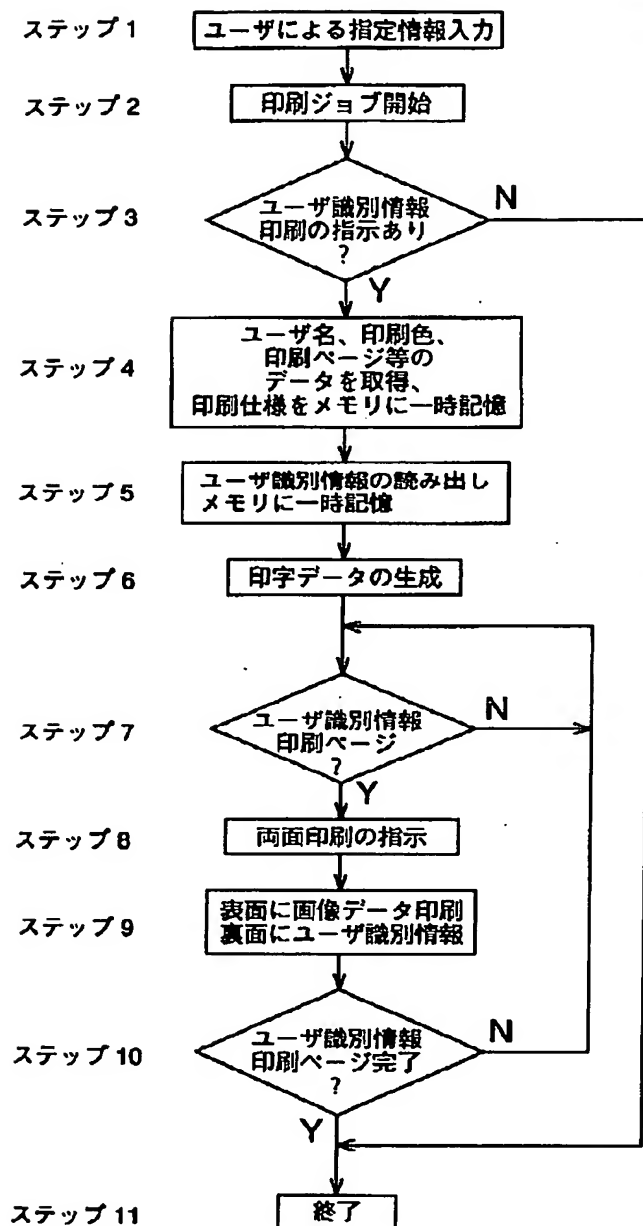 ステップ 1
ユーザによる指定情報入力
ステップ 2
印刷ジョブ開始
ステップ 3
ユーザ識別情報
印刷の指示あり
?
N
Y
ステップ 4
ユーザ名、印刷色、
印刷ページ等の
データを取得、
印刷仕様をメモリに一時記憶
ステップ 5
ユーザ識別情報の読み出し
メモリに一時記憶
ステップ 6
印字データの生成
ステップ 7
ユーザ識別情報
印刷ページ
?
N
Y
ステップ 8
両面印刷の指示
ステップ 9
表面に画像データ印刷
裏面にユーザ識別情報
ステップ 10
ユーザ識別情報
印刷ページ完了
?
N
Y
ステップ 11
終了